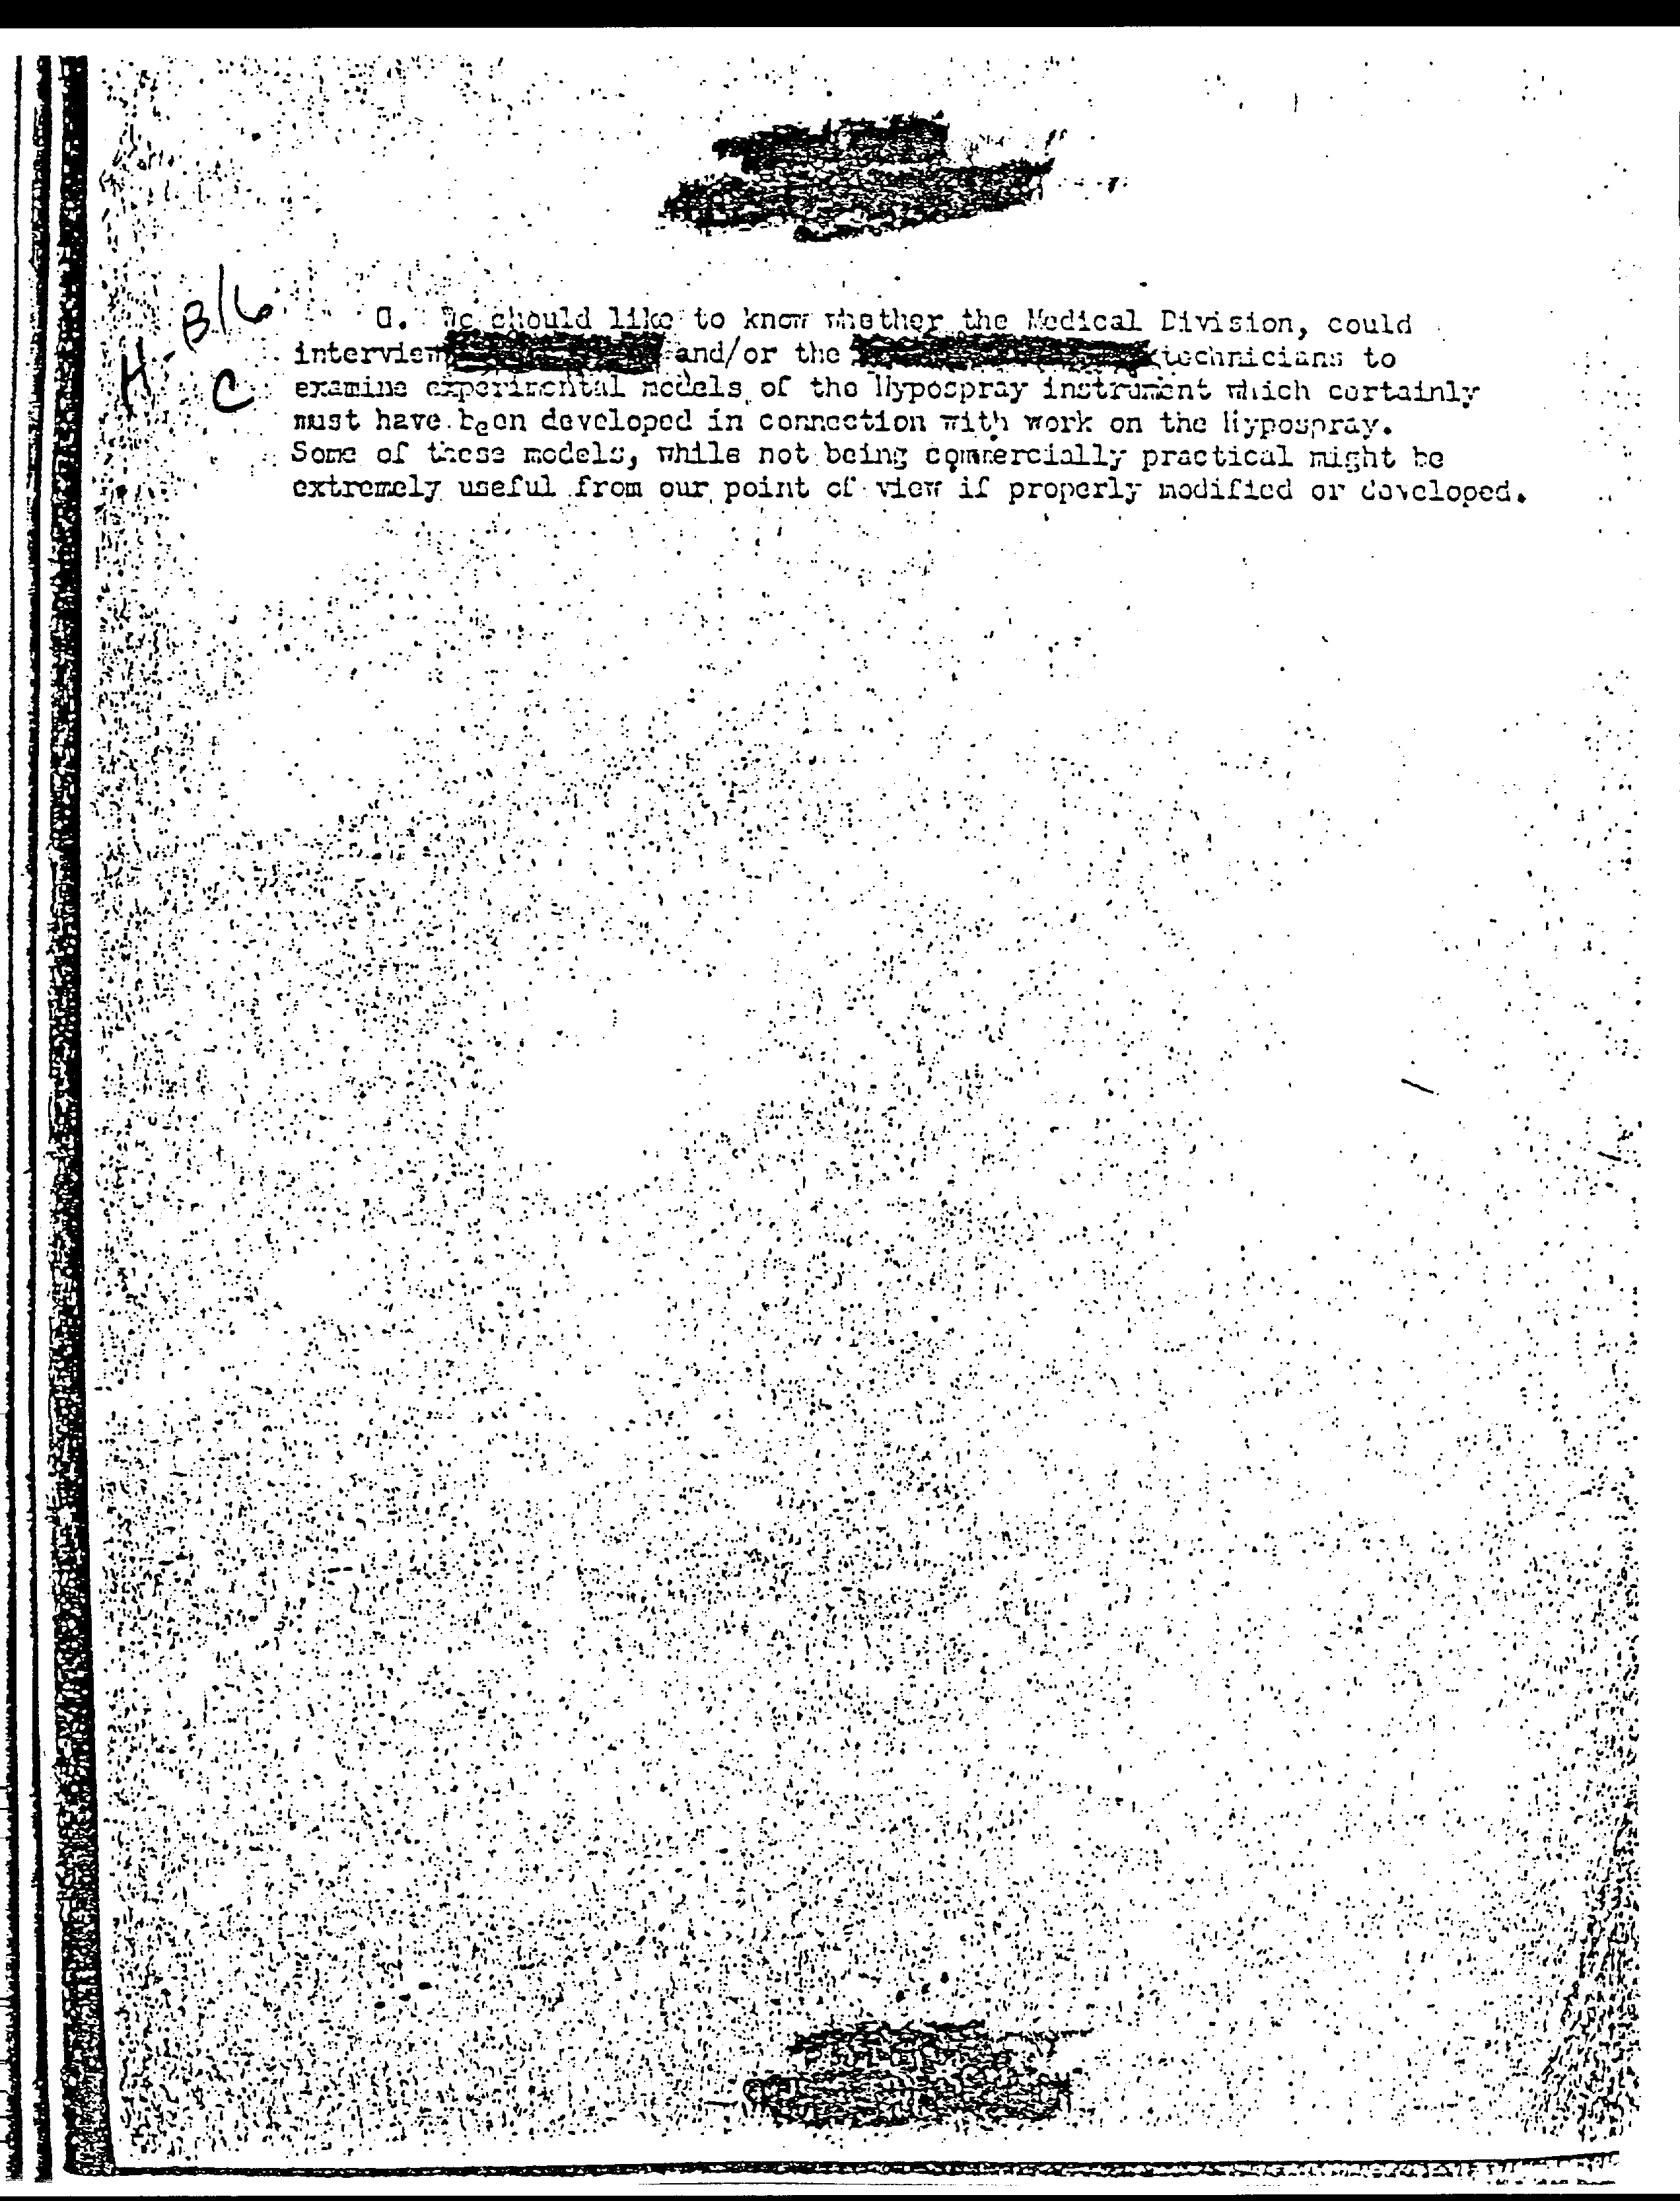 B/6
H-
C
G. We should like to know whether the Medical Division, could
interview and/or the technicians to
examine experimental models of the Hypospray instrument which certainly
must have been developed in connection with work on the Hypospray.
Some of these models, while not being commercially practical might be
extremely useful from our point of view if properly modified or developed.